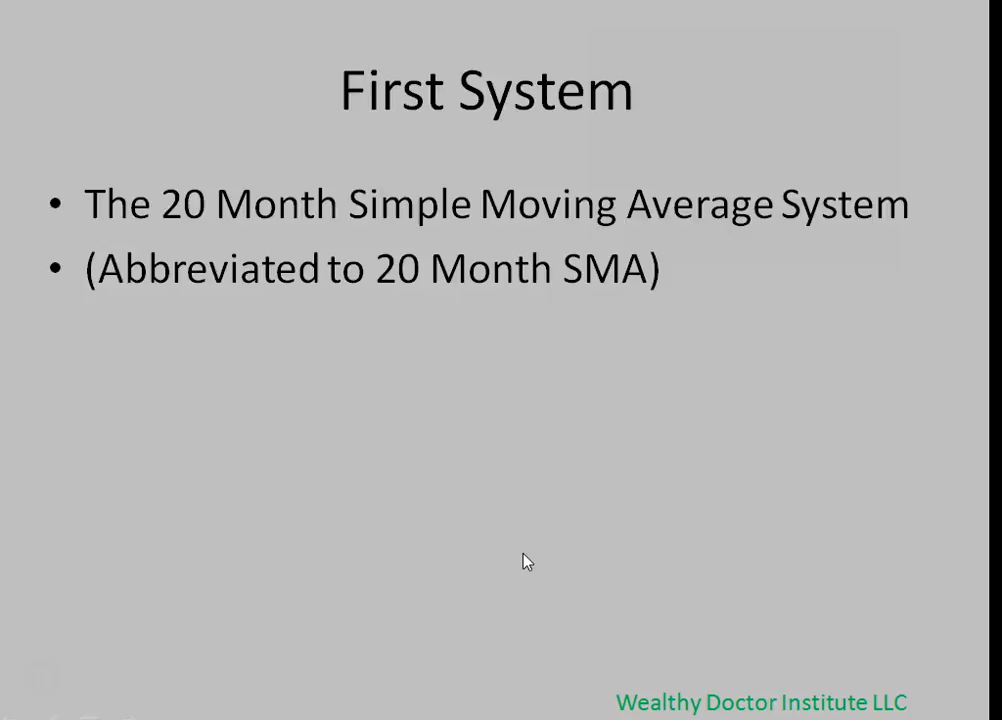 First System
• The 20 Month Simple Moving Average System
• (Abbreviated to 20 Month SMA)
Wealthy Doctor Institute LLC